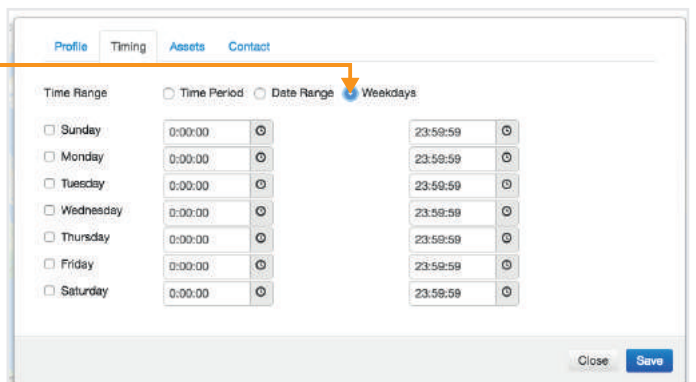 Profile Timing Assets Contact
Time Range Time Period Date Range Weekdays
Sunday 0:00:00 23:59:59
Monday 0:00:00 23:59:59
Tuesday 0:00:00 23:59:59
Wednesday 0:00:00 23:59:59
Thursday 0:00:00 23:59:59
Friday 0:00:00 23:59:59
Saturday 0:00:00 23:59:59
Close Save